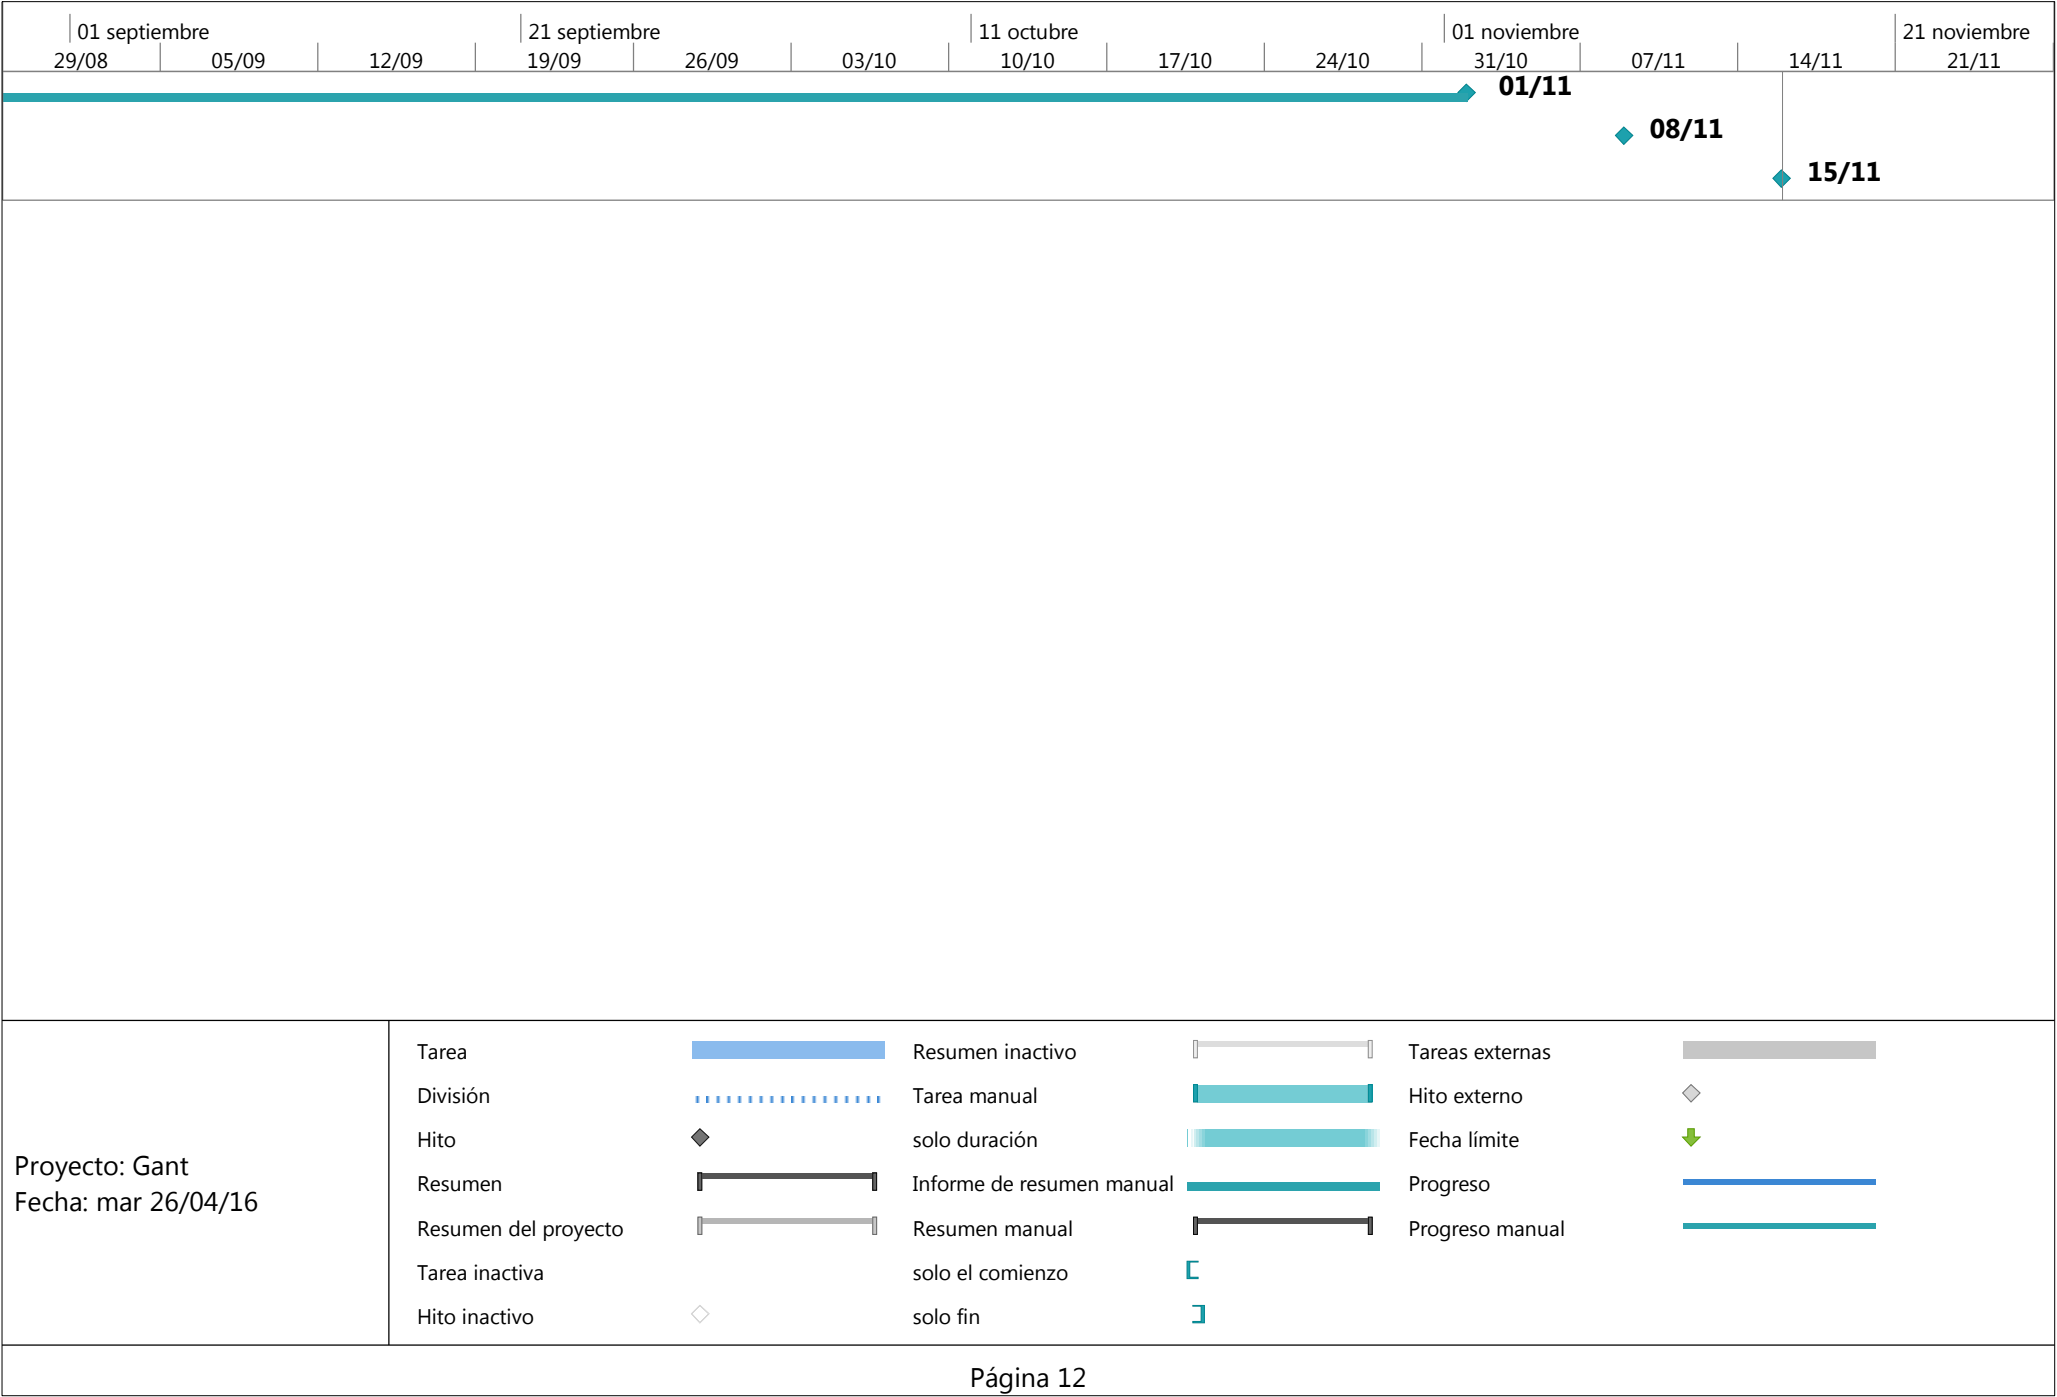 01 septiembre 21 septiembre 11 octubre 01 noviembre 21 noviembre
29/08 05/09 12/09 19/09 26/09 03/10 10/10 17/10 24/10 31/10 07/11 14/11 21/11
01/11
08/11
15/11
Proyecto: Gant
Fecha: mar 26/04/16
Tarea
División
Hito
Resumen
Resumen del proyecto
Tarea inactiva
Hito inactivo
Resumen inactivo
Tarea manual
solo duración
Informe de resumen manual
Resumen manual
solo el comienzo
solo fin
Tareas externas
Hito externo
Fecha límite
Progreso
Progreso manual
Página 12